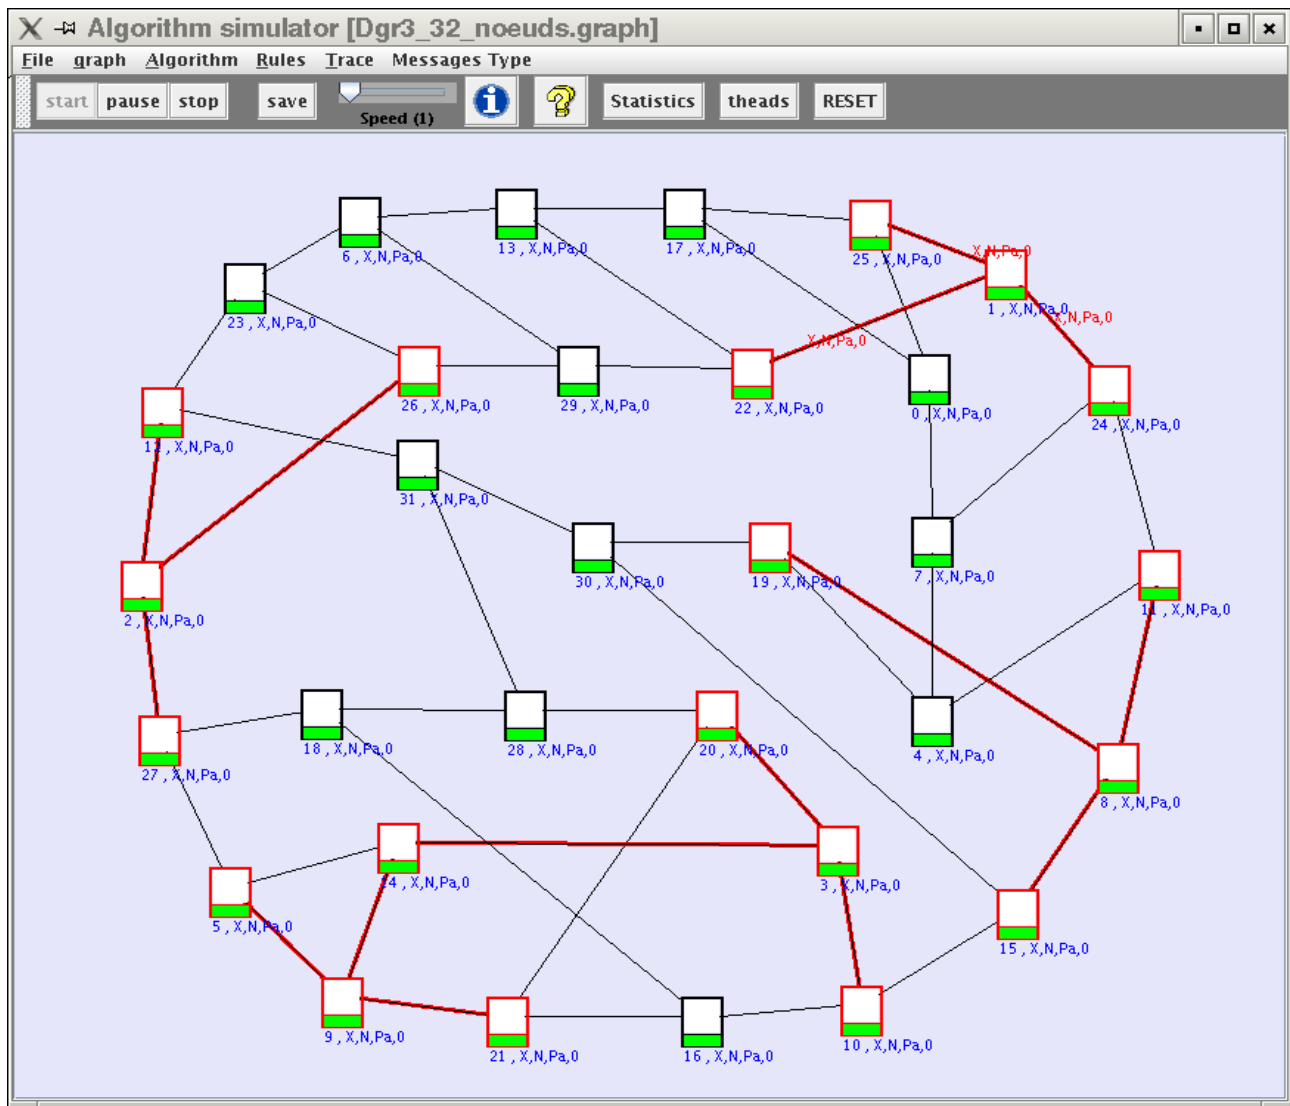 Algorithm simulator [Dgr3_32_noeuds.graph]
File graph Algorithm Rules Trace Messages Type
start pause stop save Speed (1) Statistics theads RESET
6 , X,N,Pa,0
13 , X,N,Pa,0
17 , X,N,Pa,0
25 , X,N,Pa,0
X,N,Pa,0
23 , X,N,Pa,0
1 , X,N,Pa,0
X,N,Pa,0
X,N,Pa,0
26 , X,N,Pa,0
29 , X,N,Pa,0
22 , X,N,Pa,0
0 , X,N,Pa,0
24 , X,N,Pa,0
12 , X,N,Pa,0
31 , X,N,Pa,0
30 , X,N,Pa,0
19 , X,N,Pa,0
7 , X,N,Pa,0
11 , X,N,Pa,0
2 , X,N,Pa,0
18 , X,N,Pa,0
28 , X,N,Pa,0
20 , X,N,Pa,0
4 , X,N,Pa,0
27 , X,N,Pa,0
8 , X,N,Pa,0
14 , X,N,Pa,0
3 , X,N,Pa,0
5 , X,N,Pa,0
15 , X,N,Pa,0
9 , X,N,Pa,0
21 , X,N,Pa,0
16 , X,N,Pa,0
10 , X,N,Pa,0